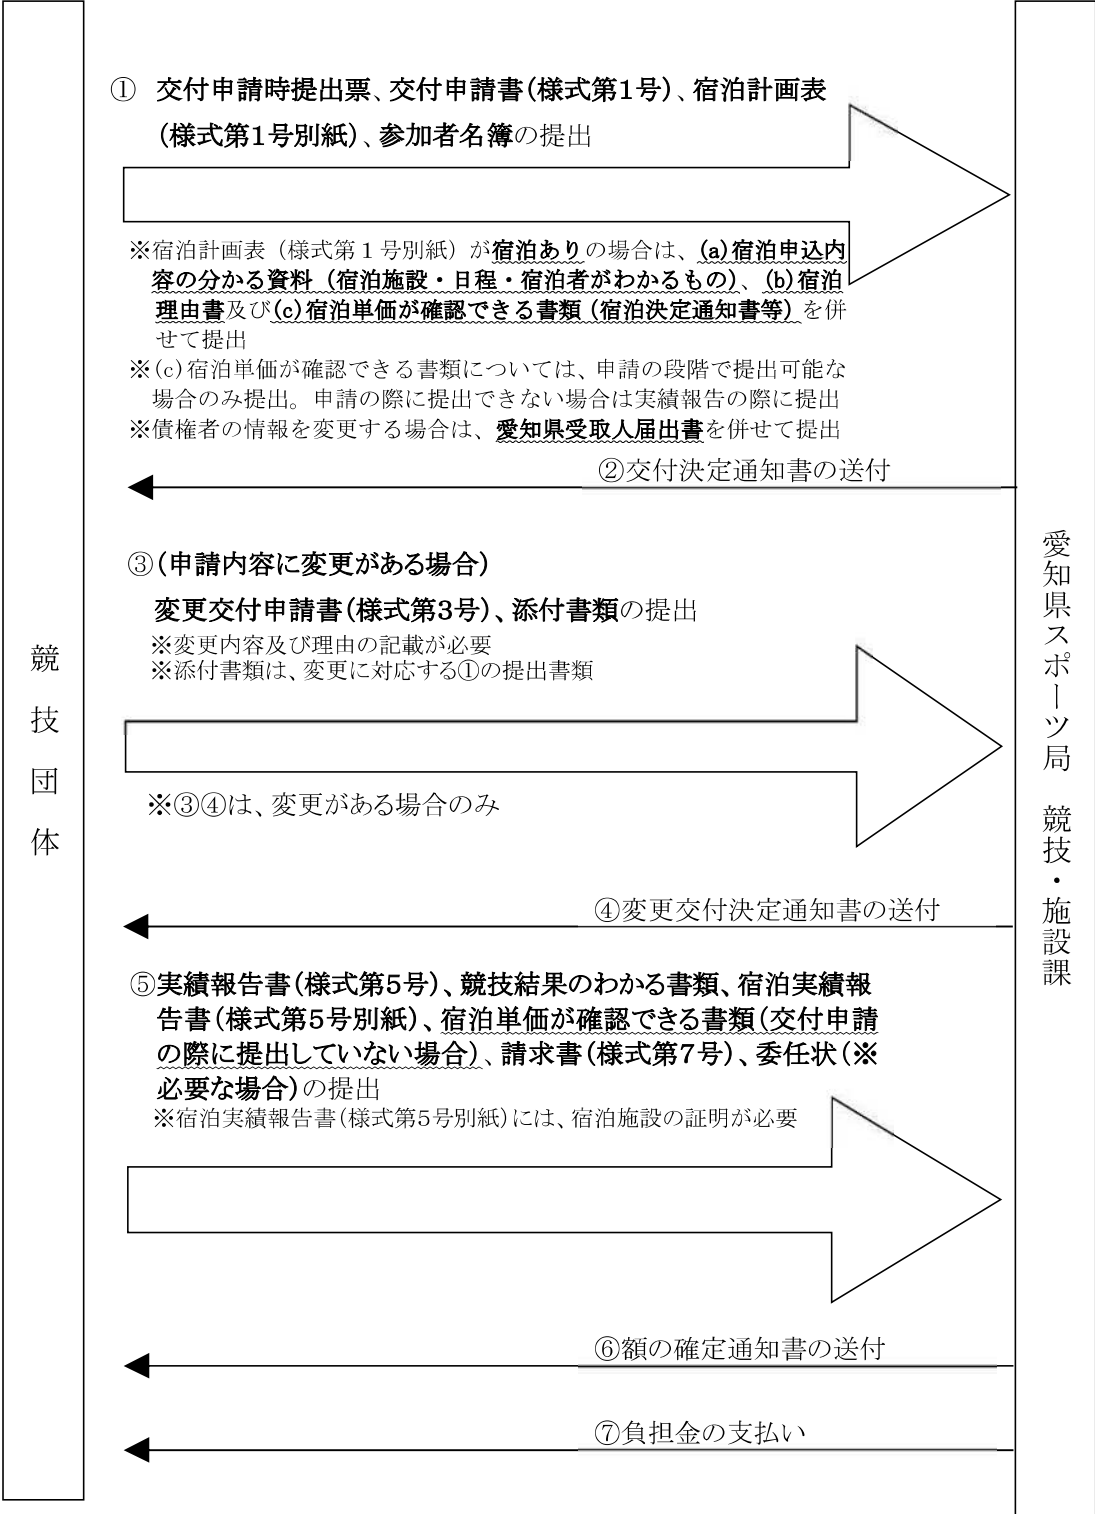 ① 交付申請時提出票、交付申請書(様式第1号)、宿泊計画表
(様式第1号別紙)、参加者名簿の提出
※宿泊計画表（様式第１号別紙）が宿泊ありの場合は、(a)宿泊申込内
容の分かる資料（宿泊施設・日程・宿泊者がわかるもの)、(b)宿泊
理由書及び(c)宿泊単価が確認できる書類（宿泊決定通知書等）を併
せて提出
※(c)宿泊単価が確認できる書類については、申請の段階で提出可能な
場合のみ提出。申請の際に提出できない場合は実績報告の際に提出
※債権者の情報を変更する場合は、愛知県受取人届出書を併せて提出
②交付決定通知書の送付
③(申請内容に変更がある場合)
変更交付申請書(様式第3号)、添付書類の提出
※変更内容及び理由の記載が必要
※添付書類は、変更に対応する①の提出書類
※③④は、変更がある場合のみ
④変更交付決定通知書の送付
⑤実績報告書(様式第5号)、競技結果のわかる書類、宿泊実績報
告書(様式第5号別紙)、宿泊単価が確認できる書類(交付申請
の際に提出していない場合)、請求書(様式第7号)、委任状(※
必要な場合)の提出
※宿泊実績報告書(様式第5号別紙)には、宿泊施設の証明が必要
⑥額の確定通知書の送付
⑦負担金の支払い
競技団体
愛知県スポーツ局　競技・施設課